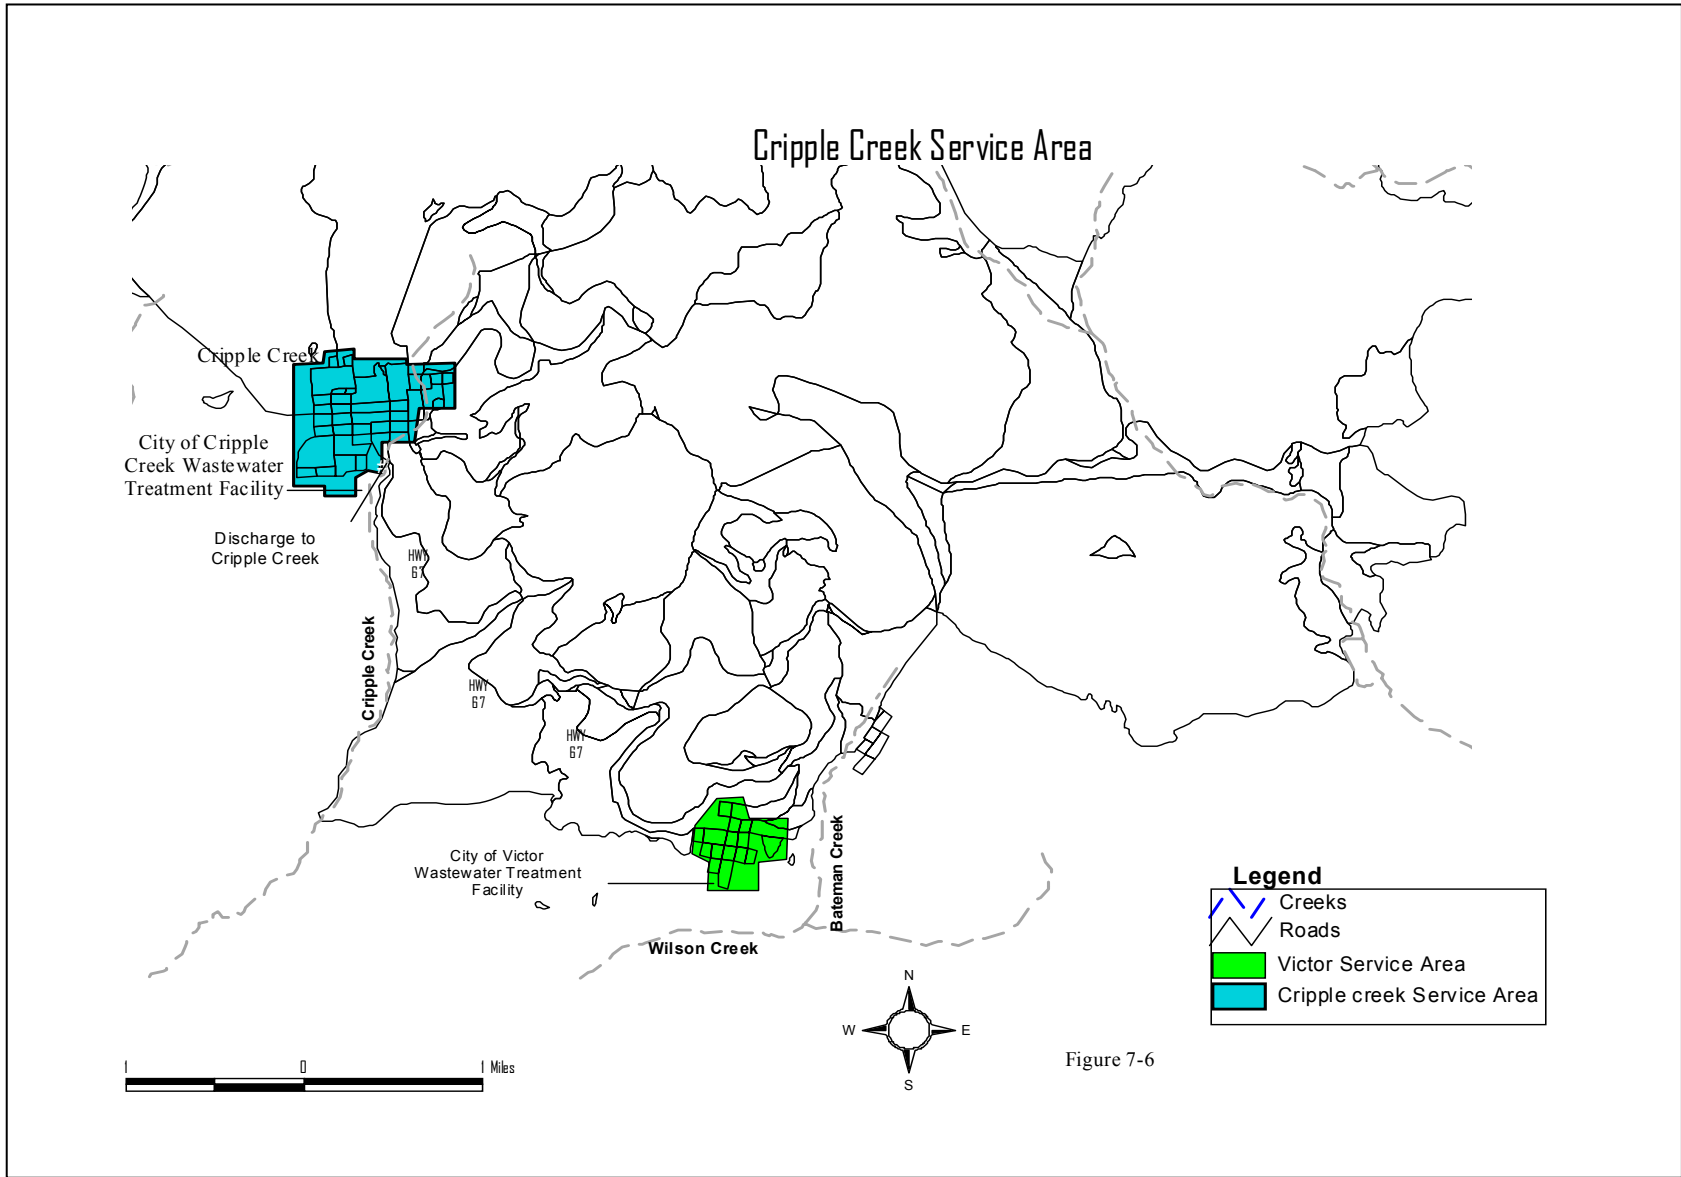 Cripple Creek Service Area
Cripple Creek
City of Cripple
Creek Wastewater
Treatment Facility
Discharge to
Cripple Creek
HWY
67
Cripple Creek
HWY
67
HWY
67
City of Victor
Wastewater Treatment
Facility
Bateman Creek
Wilson Creek
Legend
Creeks
Roads
Victor Service Area
Cripple creek Service Area
N
W
E
S
Figure 7-6
1 0 1 Miles